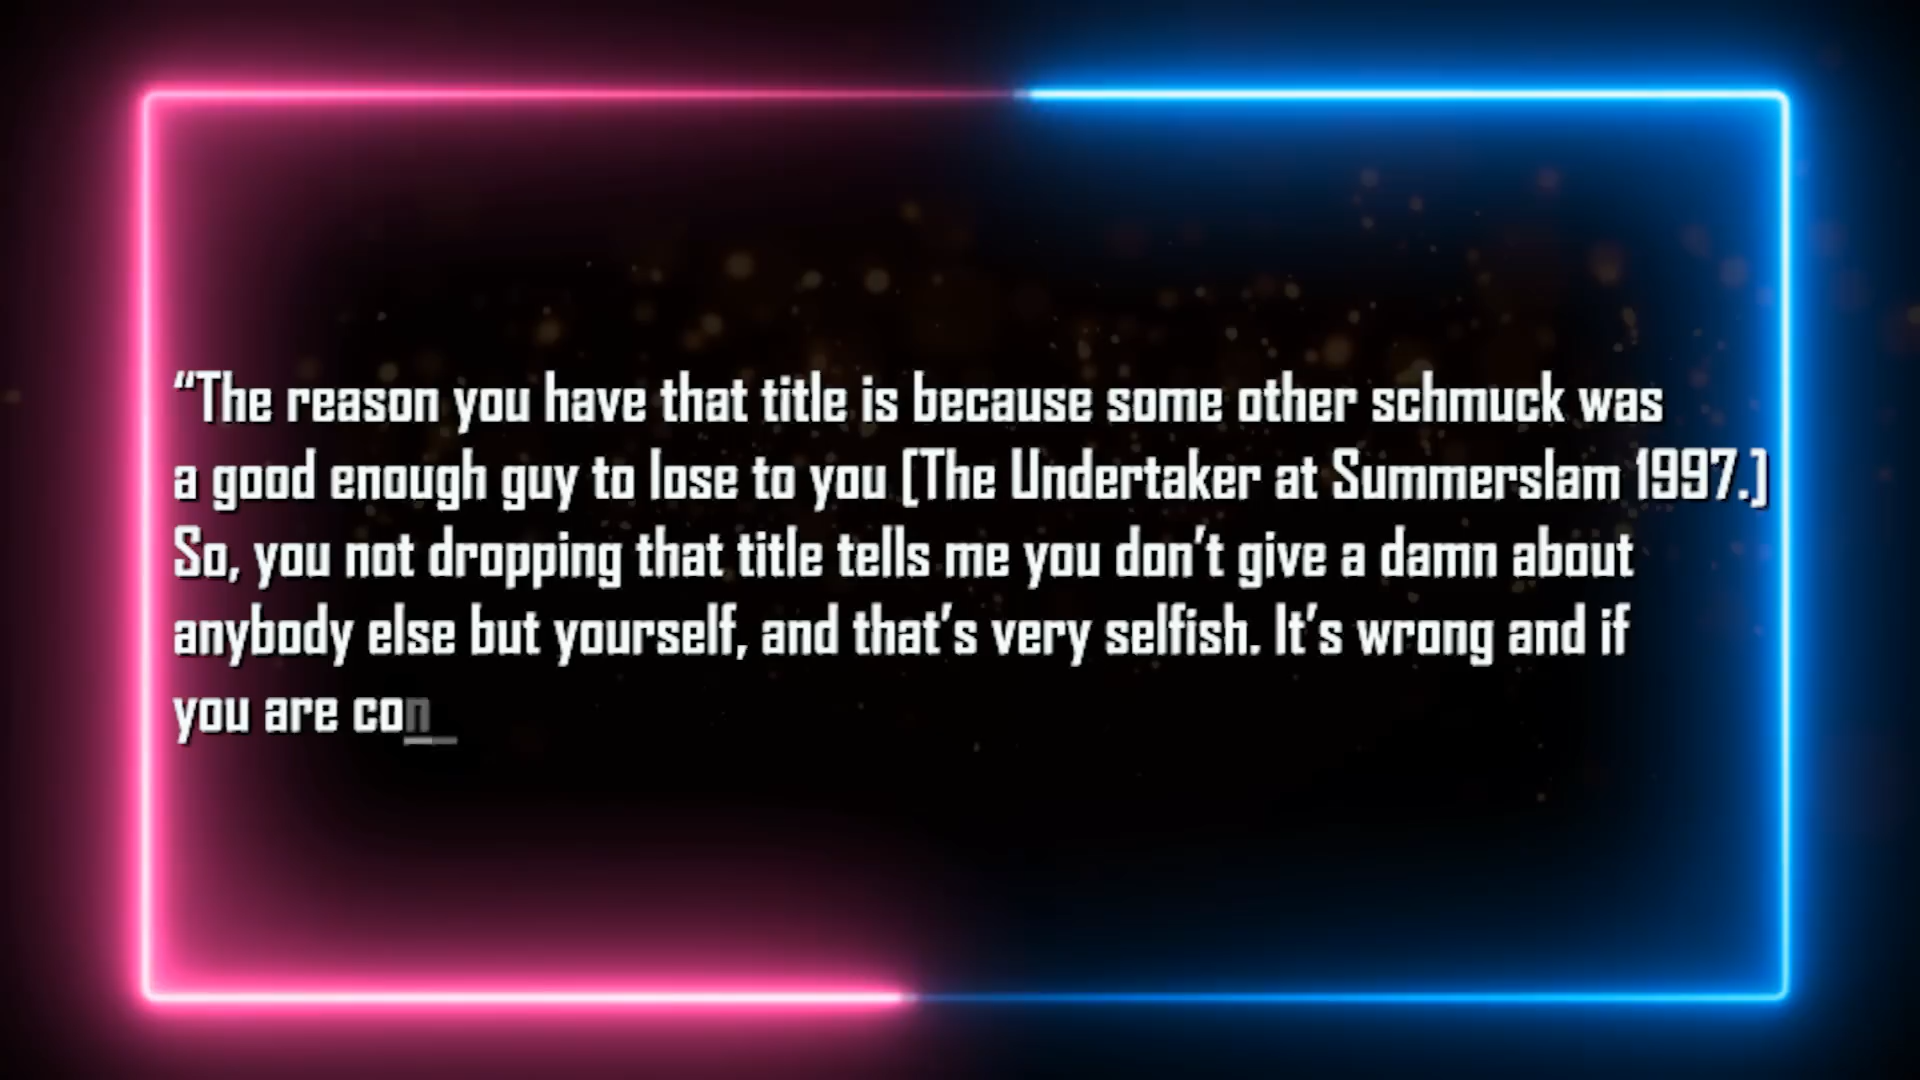 “The reason you have that title is because some other schmuck was
a good enough guy to lose to you [The Undertaker at Summerslam 1997.]
So, you not dropping that title tells me you don’t give a damn about
anybody else but yourself, and that’s very selfish. It’s wrong and if
you are con_